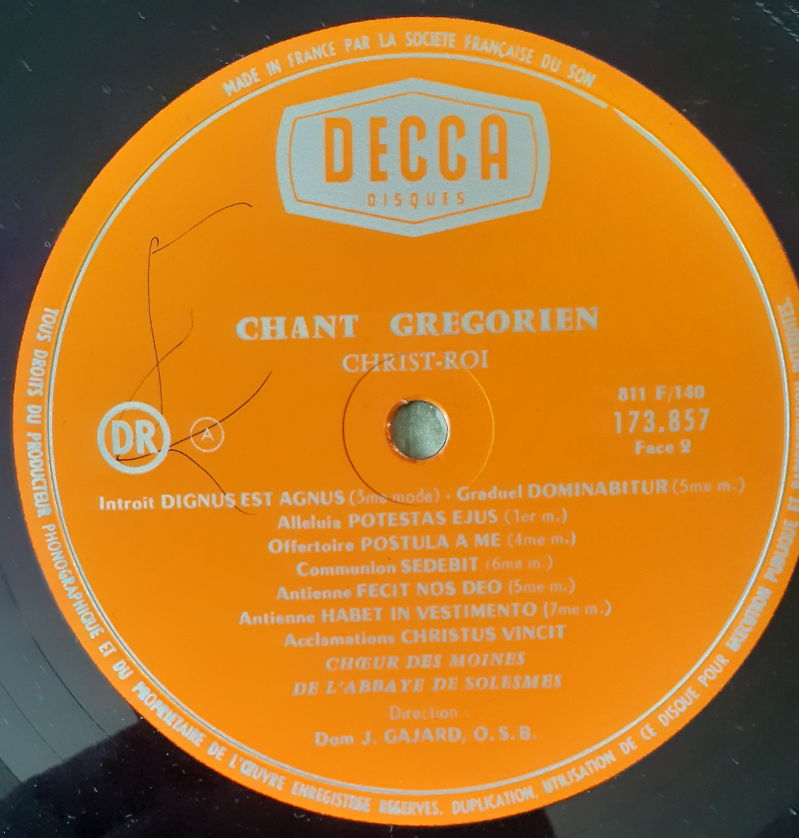 MADE IN FRANCE PAR LA SOCIETE FRANÇAISE DU SON
DECCA
DISQUES
CHANT GREGORIEN
CHRIST-ROI
811 F/140
173.857
Face 2
DR
A
Introit DIGNUS EST AGNUS (3me mode) - Graduel DOMINABITUR (5me m.)
Alleluia POTESTAS EJUS (1er m.)
Offertoire POSTULA A ME (4me m.)
Communion SEDEBIT (6me m.)
Antienne FECIT NOS DEO (5me m.)
Antienne HABET IN VESTIMENTO (7me m.)
Acclamations CHRISTUS VINCIT
CHŒUR DES MOINES
DE L'ABBAYE DE SOLESMES
Direction :
Dom J. GAJARD, O.S.B.
TOUS DROITS DU PRODUCTEUR PHONOGRAPHIQUE ET DU PROPRIETAIRE DE L'ŒUVRE ENREGISTREE RESERVES. DUPLICATION, UTILISATION DE CE DISQUE POUR EXECUTION PUBLIQUE ET